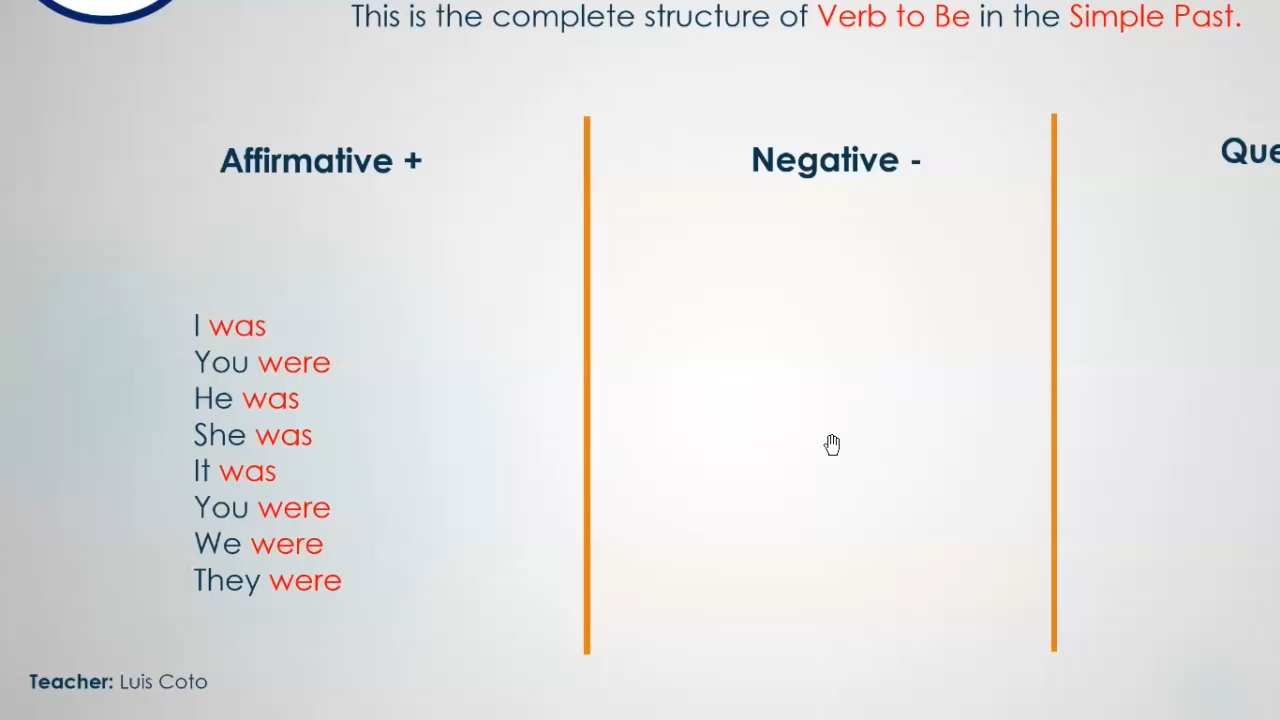 This is the complete structure of Verb to Be in the Simple Past.
Affirmative +
I was
You were
He was
She was
It was
You were
We were
They were
Negative -
Que
Teacher: Luis Coto